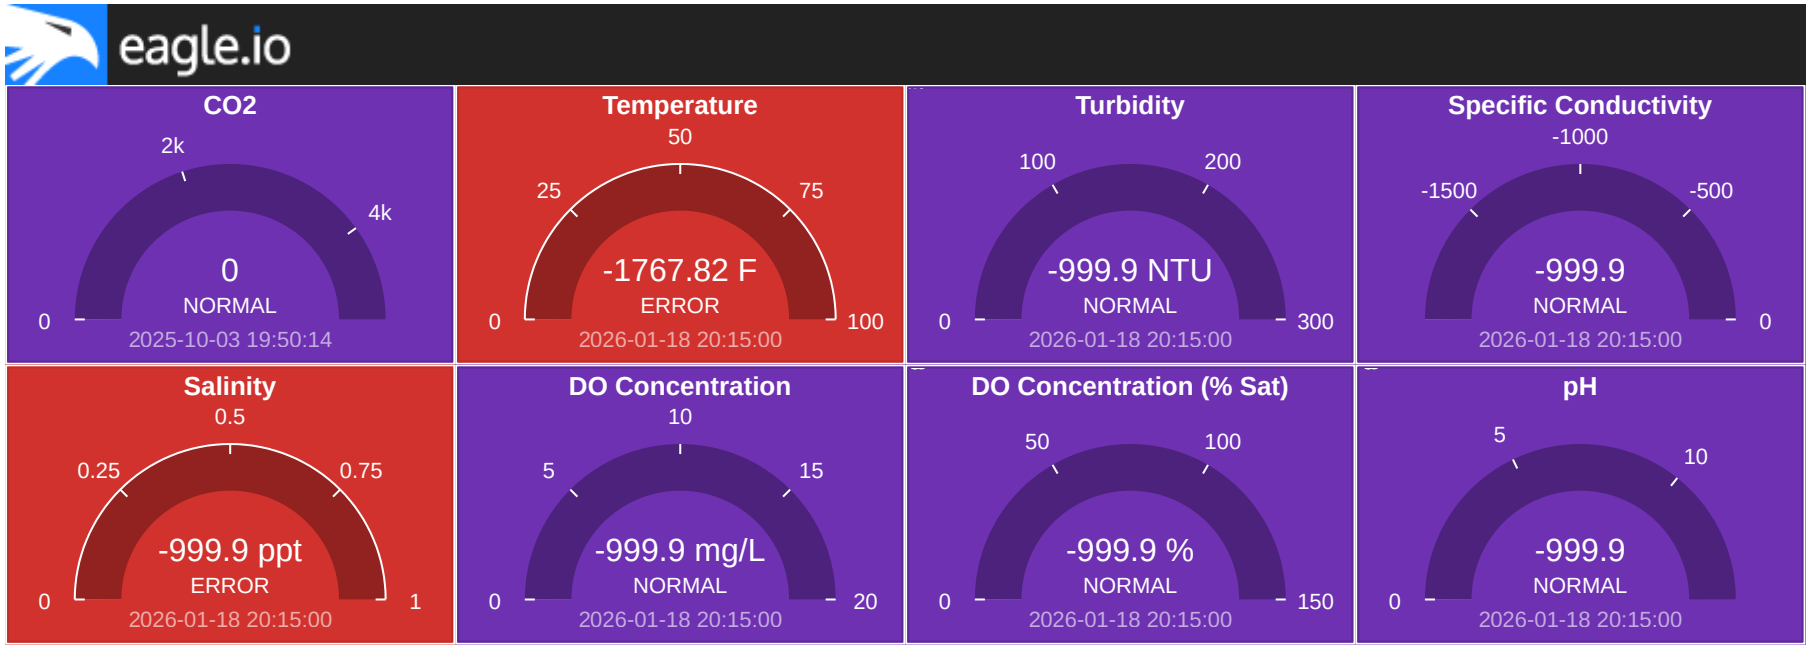 eagle.io
CO2
2k
4k
0
0
NORMAL
2025-10-03 19:50:14
Temperature
50
25
75
-1767.82 F
ERROR
0
100
2026-01-18 20:15:00
Turbidity
100
200
-999.9 NTU
NORMAL
0
300
2026-01-18 20:15:00
Specific Conductivity
-1000
-1500
-500
-999.9
NORMAL
0
2026-01-18 20:15:00
Salinity
0.5
0.25
0.75
-999.9 ppt
ERROR
0
1
2026-01-18 20:15:00
DO Concentration
10
5
15
-999.9 mg/L
NORMAL
0
20
2026-01-18 20:15:00
DO Concentration (% Sat)
50
100
-999.9 %
NORMAL
0
150
2026-01-18 20:15:00
pH
5
10
-999.9
NORMAL
0
2026-01-18 20:15:00